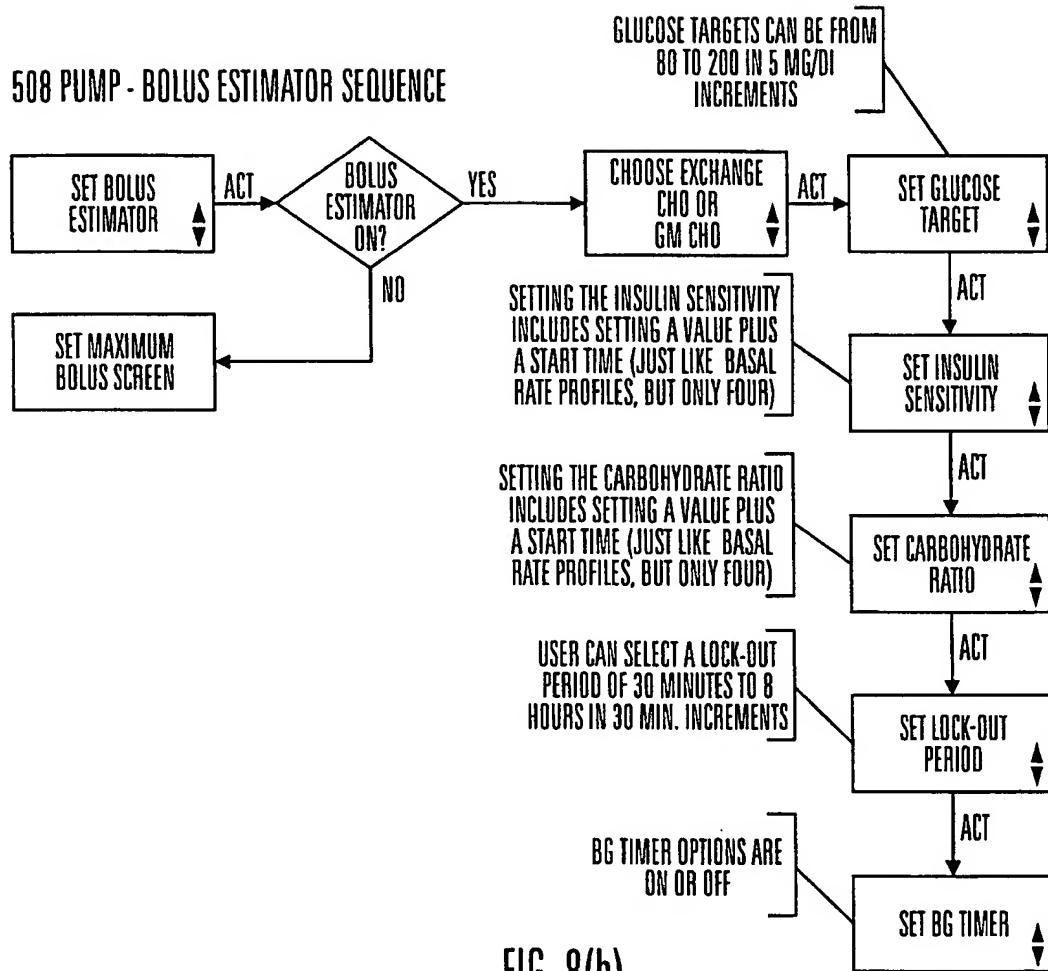 GLUCOSE TARGETS CAN BE FROM
80 TO 200 IN 5 MG/DI
INCREMENTS
508 PUMP - BOLUS ESTIMATOR SEQUENCE
SET BOLUS
ESTIMATOR
ACT
BOLUS
ESTIMATOR
ON?
YES
CHOOSE EXCHANGE
CHO OR
GM CHO
ACT
SET GLUCOSE
TARGET
NO
ACT
SET MAXIMUM
BOLUS SCREEN
SETTING THE INSULIN SENSITIVITY
INCLUDES SETTING A VALUE PLUS
A START TIME (JUST LIKE BASAL
RATE PROFILES, BUT ONLY FOUR)
SET INSULIN
SENSITIVITY
ACT
SETTING THE CARBOHYDRATE RATIO
INCLUDES SETTING A VALUE PLUS
A START TIME (JUST LIKE BASAL
RATE PROFILES, BUT ONLY FOUR)
SET CARBOHYDRATE
RATIO
ACT
USER CAN SELECT A LOCK-OUT
PERIOD OF 30 MINUTES TO 8
HOURS IN 30 MIN. INCREMENTS
SET LOCK-OUT
PERIOD
ACT
BG TIMER OPTIONS ARE
ON OR OFF
SET BG TIMER
FIG. 8(b)